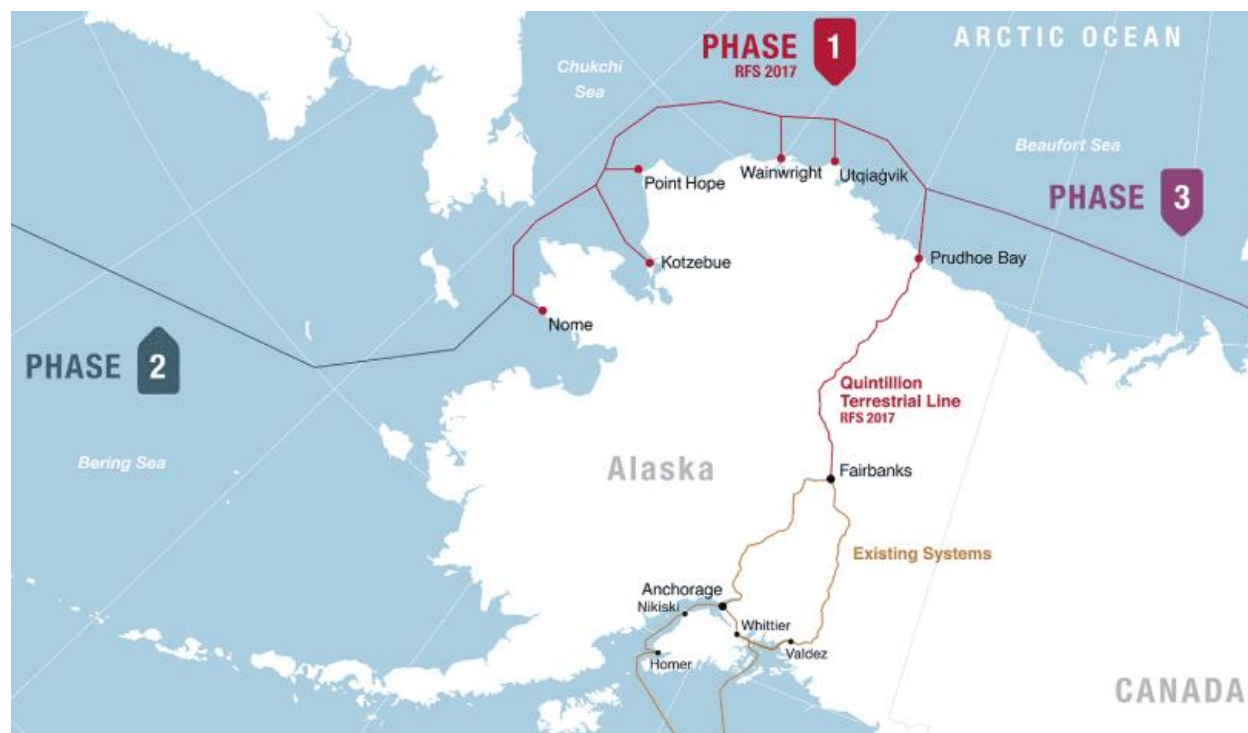 ARCTIC OCEAN
PHASE 1
RFS 2017
Chukchi
Sea
Beaufort Sea
Point Hope
Wainwright
Utqiaġvik
PHASE 3
Kotzebue
Prudhoe Bay
Nome
PHASE 2
Quintillion
Terrestrial Line
RFS 2017
Bering Sea
Alaska
Fairbanks
Existing Systems
Anchorage
Nikiski
Whittier
Homer
Valdez
CANADA